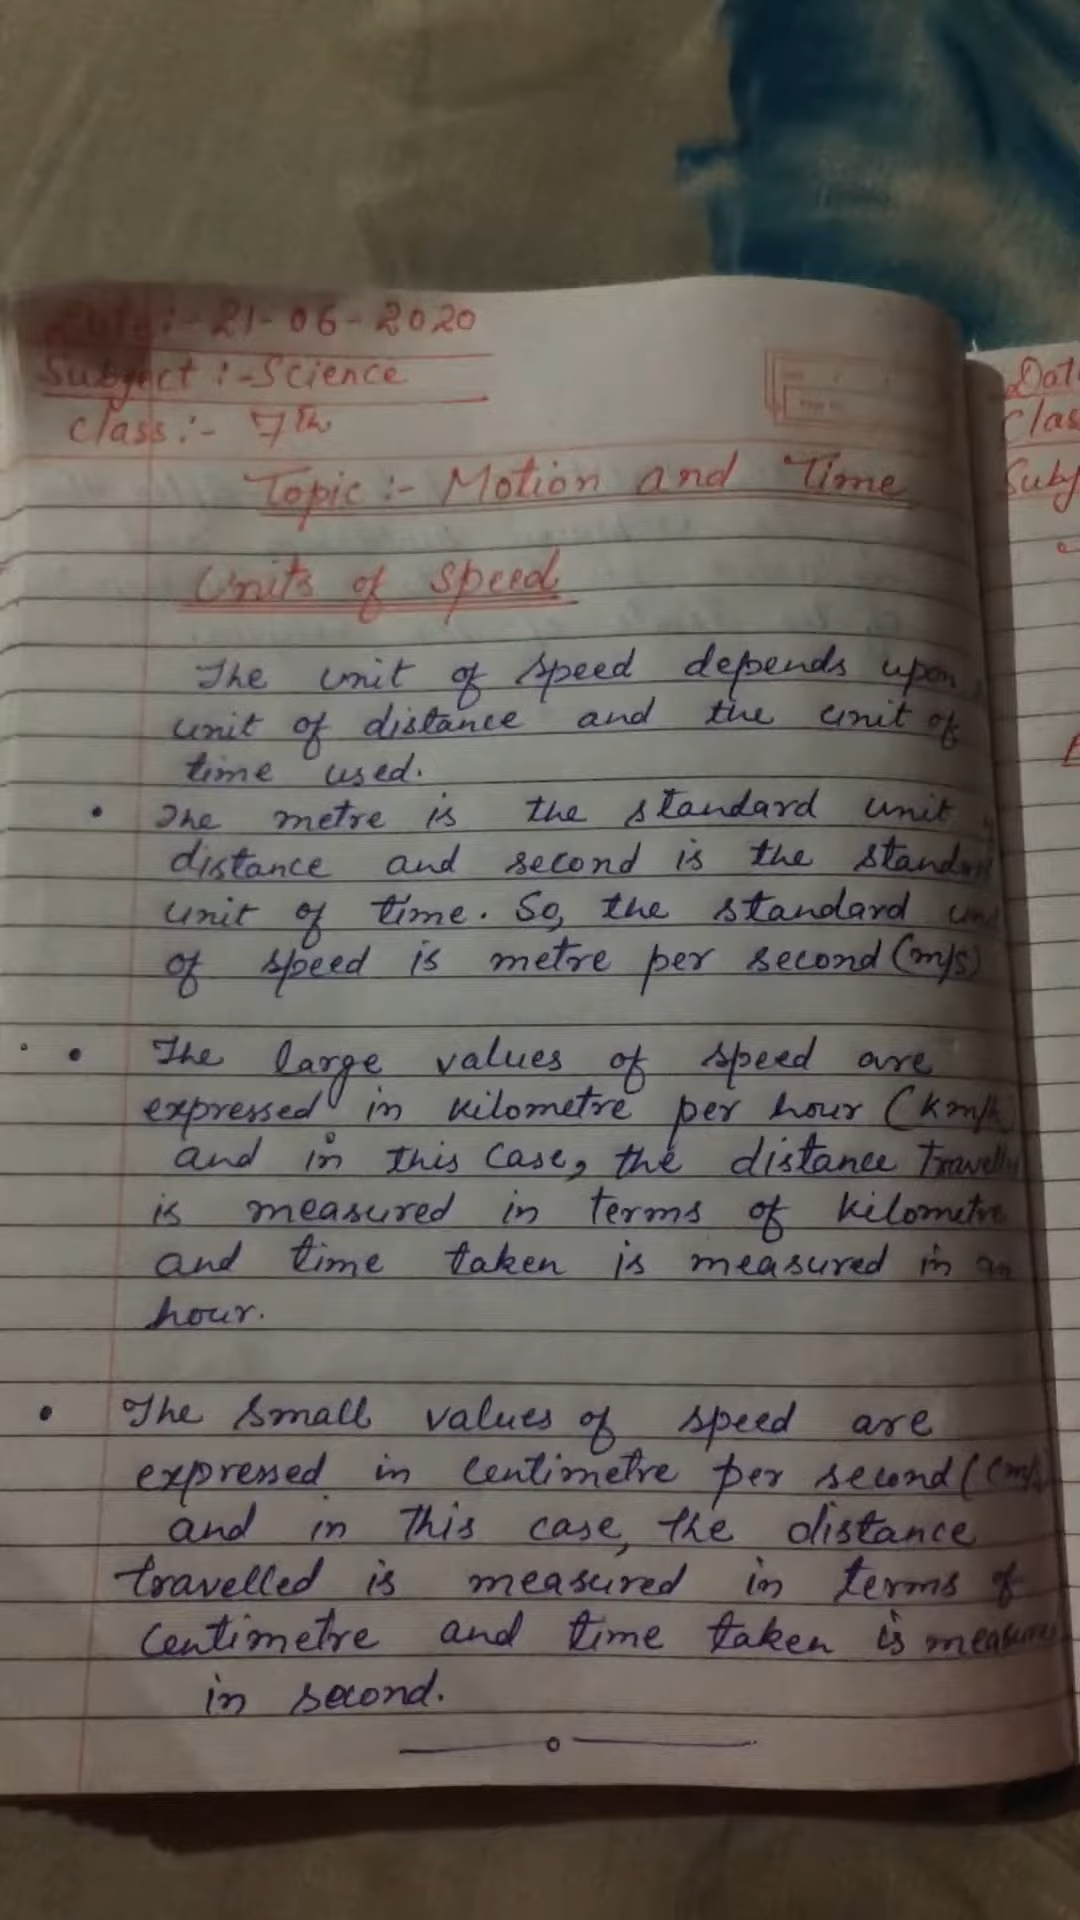 Date:-21-06-2020
Subject :-Science
Class:- 7th
Topic :- Motion and Time
Units of speed
The unit of speed depends upon
unit of distance and the unit of
time used.
• The metre is the standard unit
distance and second is the standard
unit of time. So, the standard
of speed is metre per second (m/s)
• The large values of speed are
expressed in kilometre per hour (km/h
and in this case, the distance
is measured in terms of kilometre
and time taken is measured in an
hour.
• The small values of speed are
expressed in centimetre per second (cm/
and in this case, the distance
travelled is measured in terms of
centimetre and time taken is
in second.
Dat
Clas
Subj